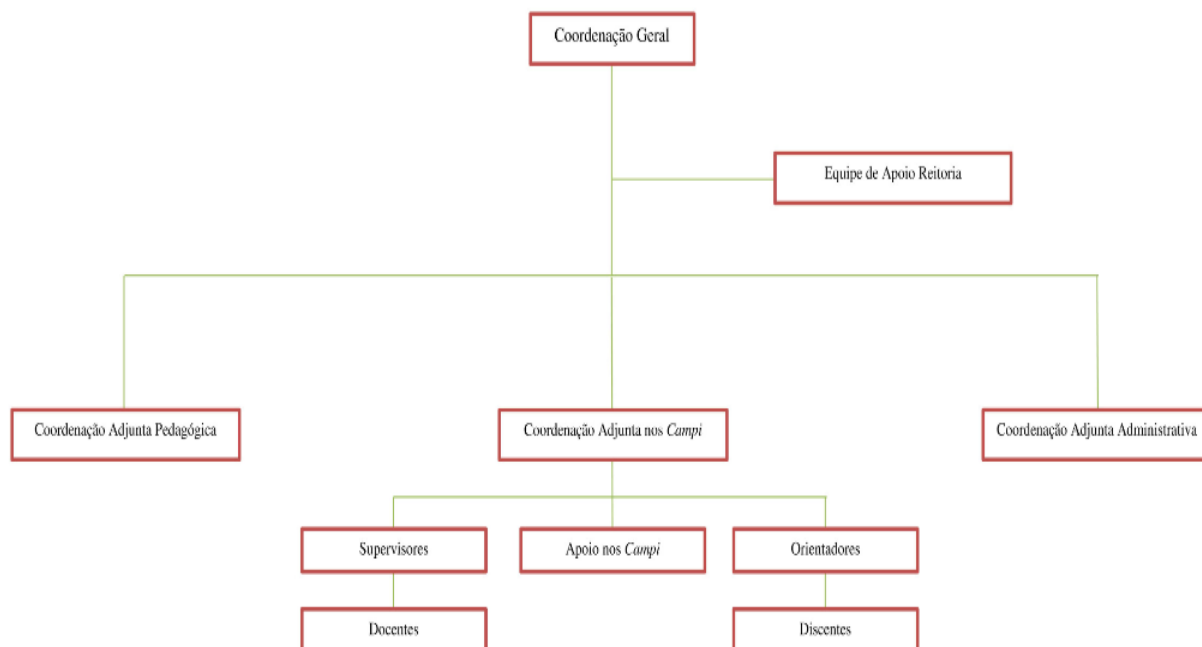 Coordenação Geral
Equipe de Apoio Reitoria
Coordenação Adjunta Pedagógica
Coordenação Adjunta nos Campi
Coordenação Adjunta Administrativa
Supervisores
Apoio nos Campi
Orientadores
Docentes
Discentes